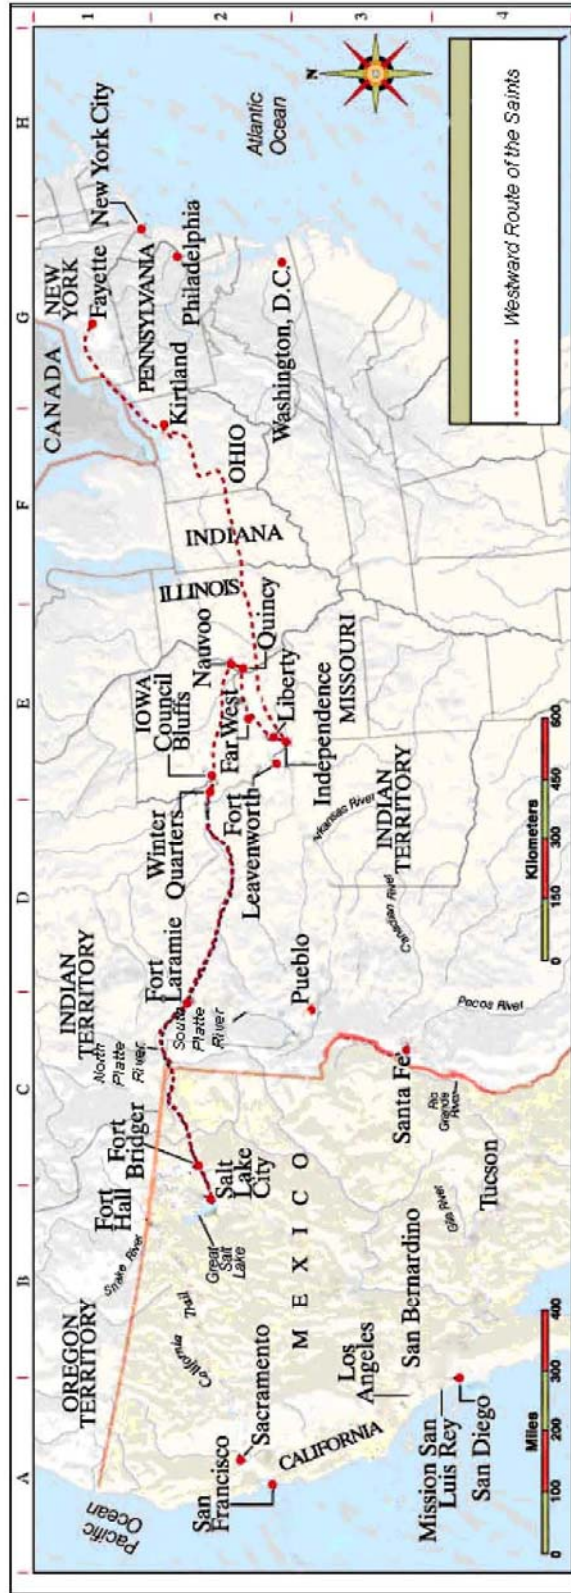 A
B
C
D
E
F
G
H
1
2
3
4
Pacific
Ocean
OREGON
TERRITORY
Snake River
Fort
Hall
Fort
Bridger
North
Platte
River
INDIAN
TERRITORY
Fort
Laramie
South
Platte
River
Winter
Quarters
IOWA
Council
Bluffs
Nauvoo
ILLINOIS
INDIANA
OHIO
Kirtland
CANADA
NEW
YORK
Fayette
PENNSYLVANIA
New York City
Philadelphia
Washington, D.C.
Atlantic
Ocean
N
San
Francisco
Sacramento
California Trail
Great
Salt
Lake
Salt
Lake
City
MEXICO
CALIFORNIA
Pueblo
Fort
Leavenworth
Far West
Quincy
Liberty
Independence
MISSOURI
Arkansas River
INDIAN
TERRITORY
Canadian River
Los
Angeles
San Bernardino
Mission San
Luis Rey
San Diego
Gila River
Tucson
Santa Fe'
Rio
Grande
River
Pecos River
Miles
0
100
200
300
400
Kilometers
0
150
300
450
600
Westward Route of the Saints